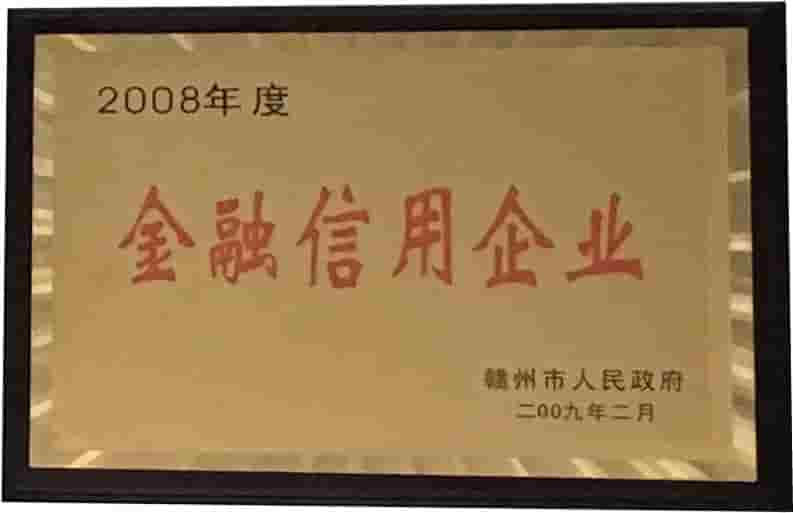 2008年度
金融信用企业
赣州市人民政府
二00九年二月